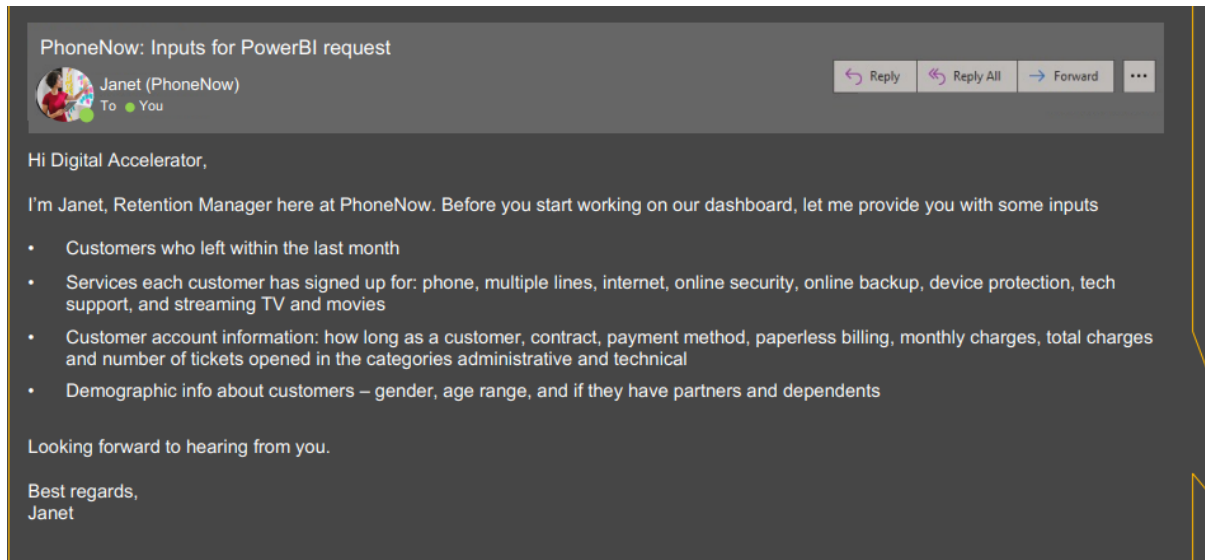 PhoneNow: Inputs for PowerBI request
Janet (PhoneNow)
To You
Reply
Reply All
Forward
Hi Digital Accelerator,
I'm Janet, Retention Manager here at PhoneNow. Before you start working on our dashboard, let me provide you with some inputs
• Customers who left within the last month
• Services each customer has signed up for: phone, multiple lines, internet, online security, online backup, device protection, tech
support, and streaming TV and movies
• Customer account information: how long as a customer, contract, payment method, paperless billing, monthly charges, total charges
and number of tickets opened in the categories administrative and technical
• Demographic info about customers – gender, age range, and if they have partners and dependents
Looking forward to hearing from you.
Best regards,
Janet